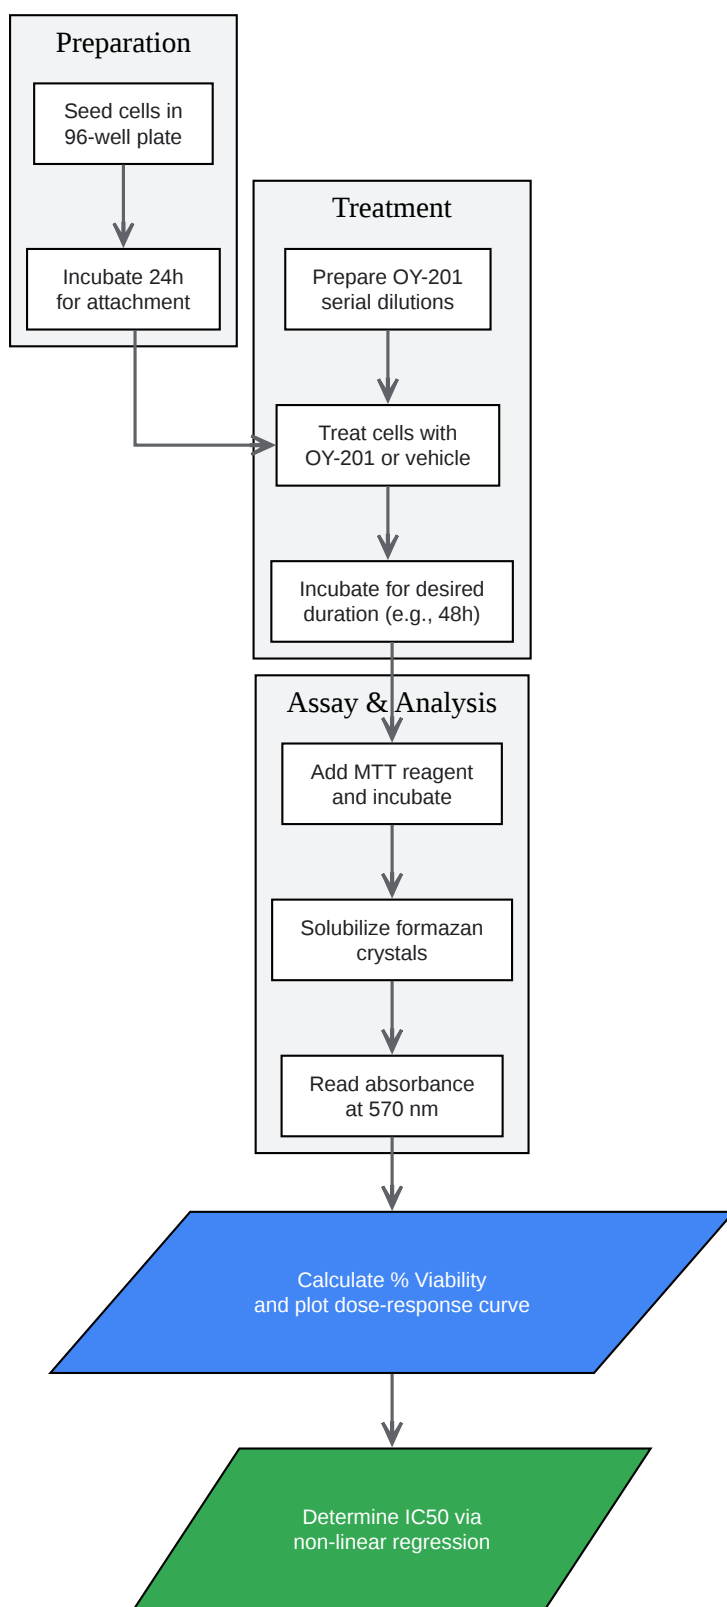 Preparation
Seed cells in
96-well plate
Incubate 24h
for attachment
Treatment
Prepare OY-201
serial dilutions
Treat cells with
OY-201 or vehicle
Incubate for desired
duration (e.g., 48h)
Assay & Analysis
Add MTT reagent
and incubate
Solubilize formazan
crystals
Read absorbance
at 570 nm
Calculate % Viability
and plot dose-response curve
Determine IC50 via
non-linear regression